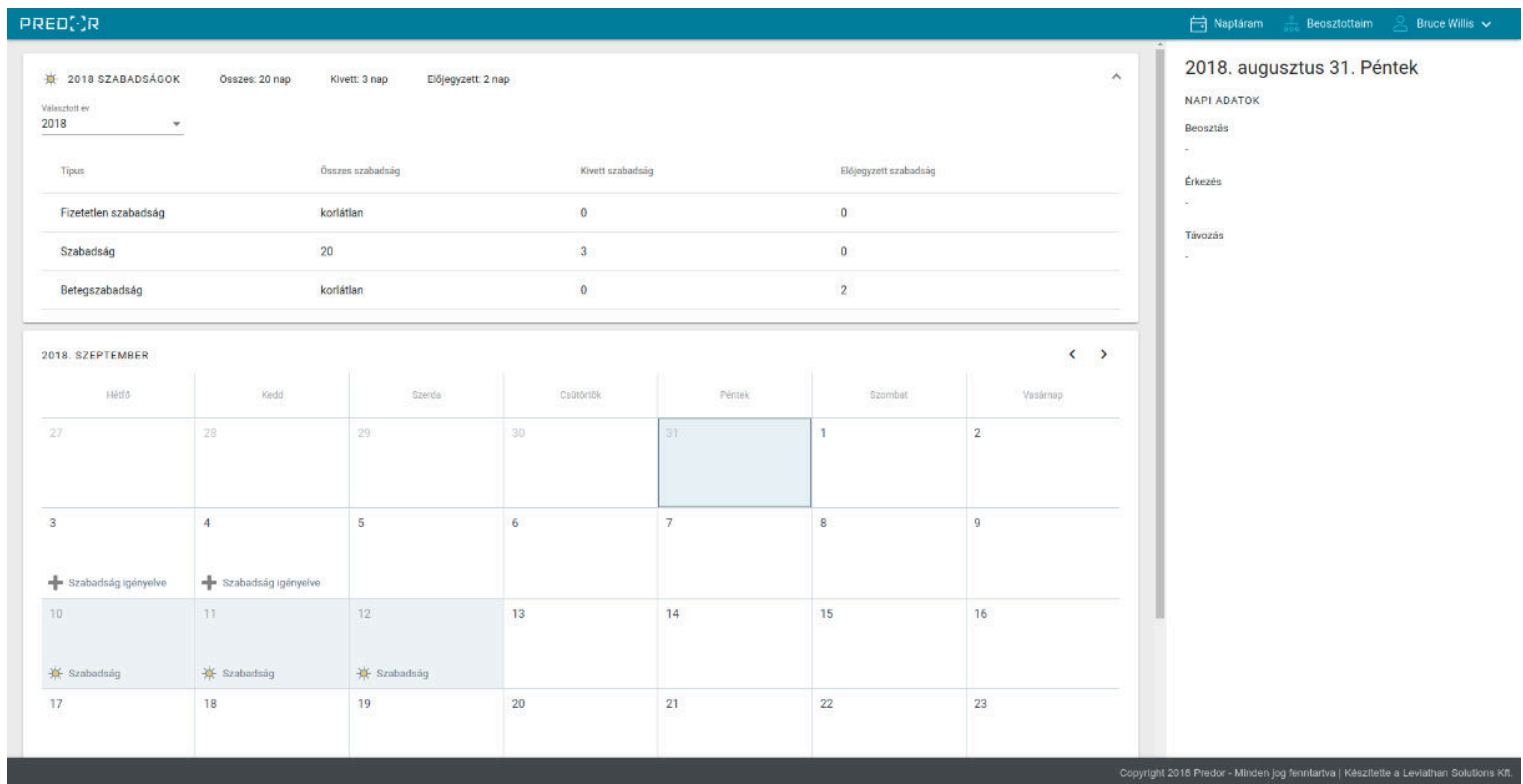 PRED[·]R
Naptáram Beosztottaim Bruce Willis
2018 SZABADSÁGOK Összes: 20 nap Kivett: 3 nap Előjegyzett: 2 nap
Választott év
2018
Típus Összes szabadság Kivett szabadság Előjegyzett szabadság
Fizetetlen szabadság korlátlan 0 0
Szabadság 20 3 0
Betegszabadság korlátlan 0 2
2018. SZEPTEMBER
Hétfő Kedd Szerda Csütörtök Péntek Szombat Vasárnap
27 28 29 30 31 1 2
3 4 5 6 7 8 9
Szabadság igényelve Szabadság igényelve
10 11 12 13 14 15 16
Szabadság Szabadság Szabadság
17 18 19 20 21 22 23
2018. augusztus 31. Péntek
NAPI ADATOK
Beosztás
-
Érkezés
-
Távozás
-
Copyright 2018 Predor - Minden jog fenntartva | Készítette a Leviathan Solutions Kft.